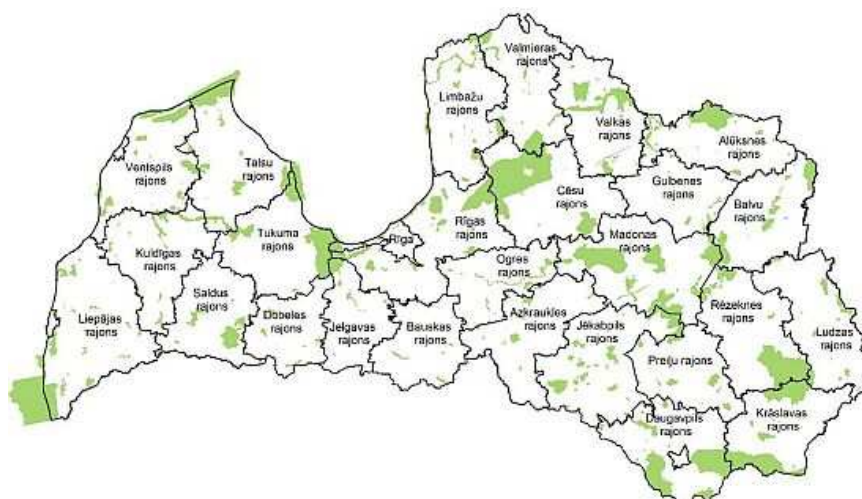 Valmieras
rajons
Limbažu
rajons
Valkas
rajons
Alūksnes
rajons
Ventspils
rajons
Talsu
rajons
Cēsu
rajons
Gulbenes
rajons
Balvu
rajons
Rīgas
rajons
Tukuma
rajons
Rīga
Madonas
rajons
Kuldīgas
rajons
Ogres
rajons
Saldus
rajons
Rēzeknes
rajons
Liepājas
rajons
Dobeles
rajons
Jelgavas
rajons
Bauskas
rajons
Aizkraukles
rajons
Jēkabpils
rajons
Ludzas
rajons
Preiļu rajons
Daugavpils
rajons
Krāslavas
rajons